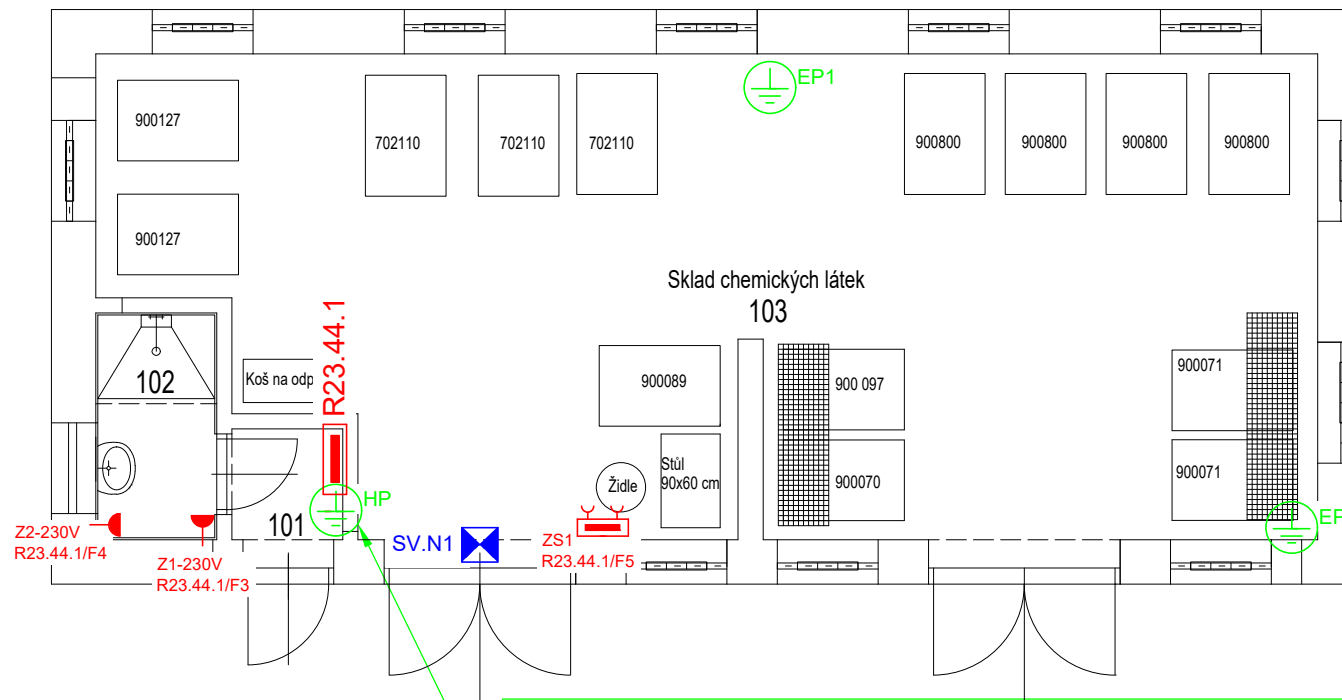 EP1
900127
702110
702110
702110
900800
900800
900800
900800
900127
Sklad chemických látek
103
R23.44.1
102
Koš na odp
900089
900 097
900071
Stůl
90x60 cm
Židle
900070
900071
HP
101
SV.N1
ZS1
R23.44.1/F5
EP
Z2-230V
R23.44.1/F4
Z1-230V
R23.44.1/F3